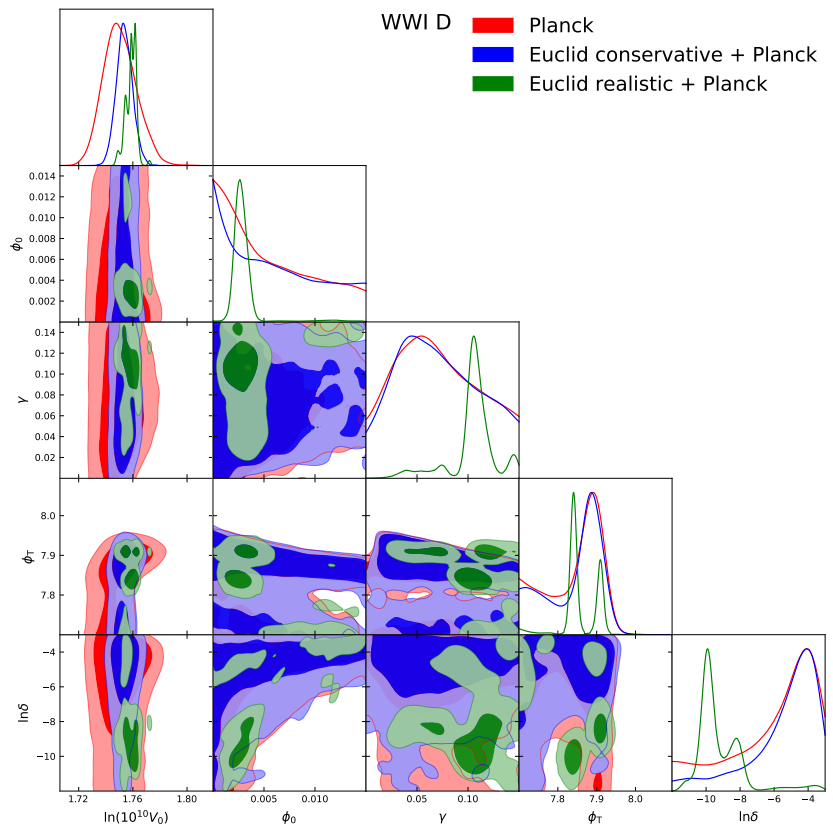 WWI D
Planck
Euclid conservative + Planck
Euclid realistic + Planck
0.014
0.012
0.010
0.008
0.006
0.004
0.002
ϕ₀
0.14
0.12
0.10
0.08
0.06
0.04
0.02
γ
8.0
7.9
7.8
ϕ_T
−4
−6
−8
−10
lnδ
1.72 1.76 1.80
0.005 0.010
0.05 0.10
7.8 7.9 8.0
−10 −8 −6 −4
ln(10¹⁰V₀)
ϕ₀
γ
ϕ_T
lnδ